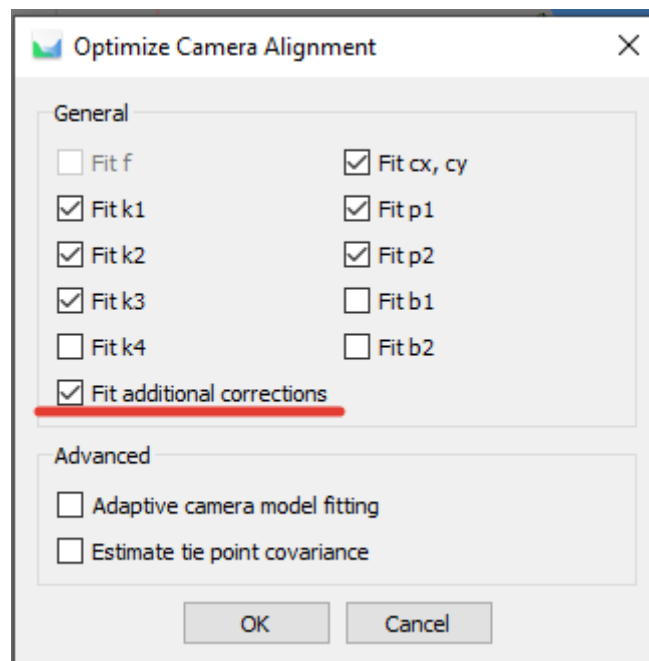 Optimize Camera Alignment
General
Fit f
Fit cx, cy
Fit k1
Fit p1
Fit k2
Fit p2
Fit k3
Fit b1
Fit k4
Fit b2
Fit additional corrections
Advanced
Adaptive camera model fitting
Estimate tie point covariance
OK
Cancel